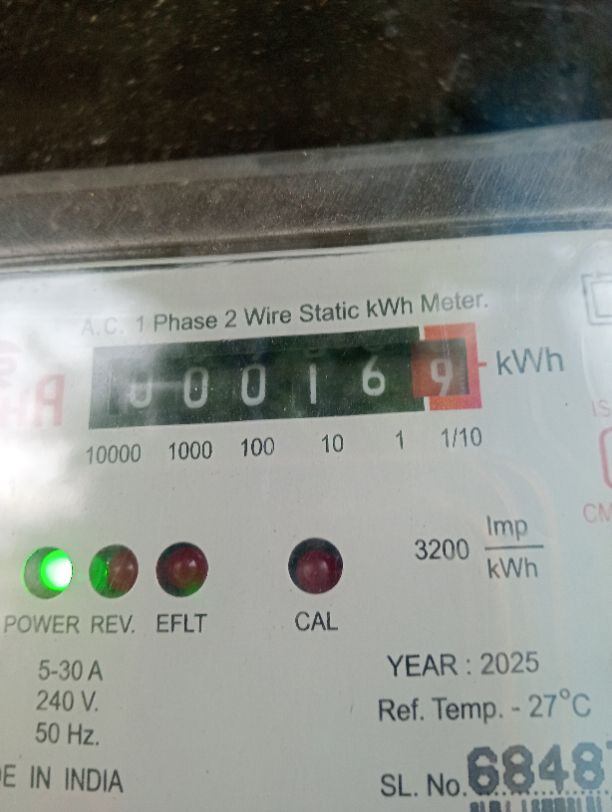 A.C. 1 Phase 2 Wire Static kWh Meter.
000169 kWh
10000 1000 100 10 1 1/10
3200 Imp/kWh
POWER REV. EFLT CAL
5-30 A
240 V.
50 Hz.
YEAR : 2025
Ref. Temp. - 27°C
IN INDIA
SL. No. 6848